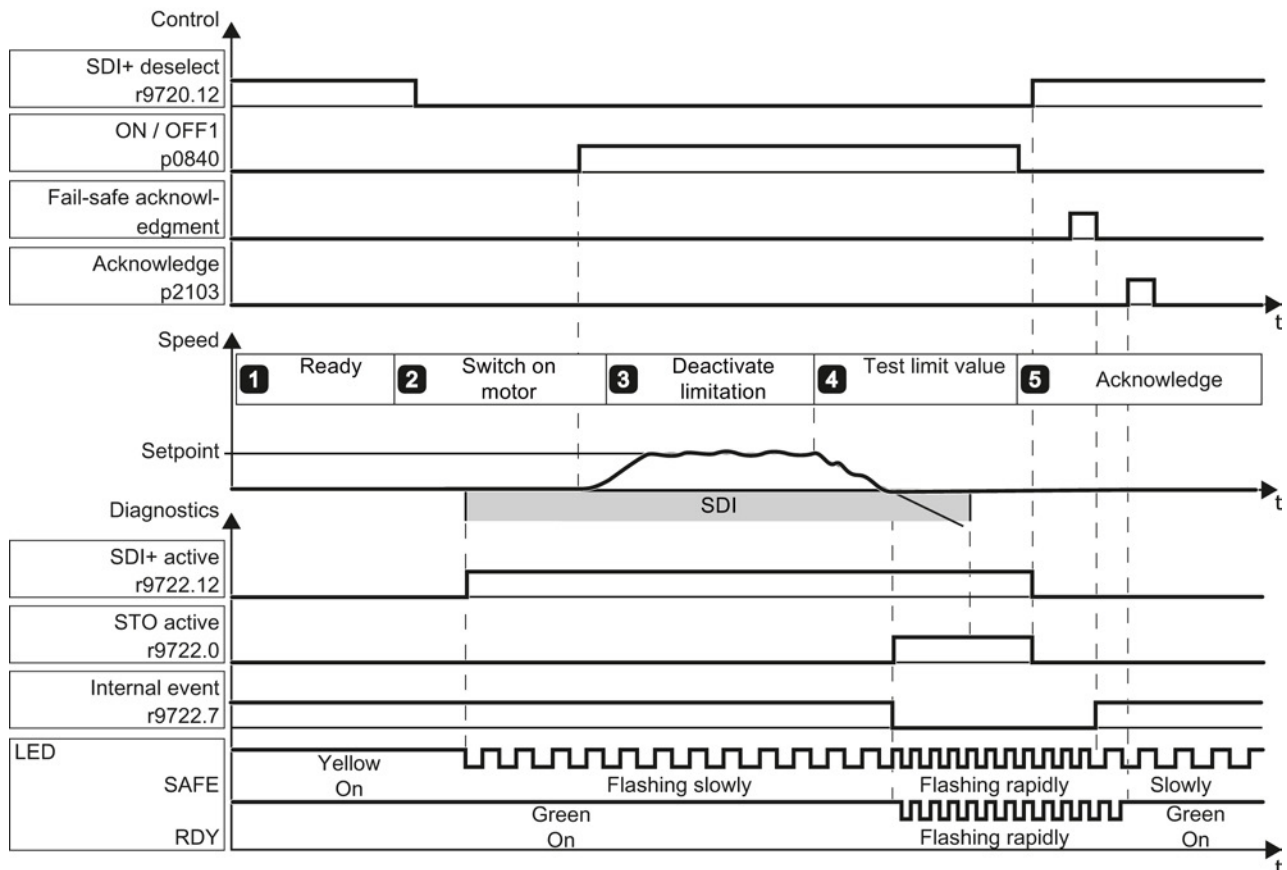 Control
SDI+ deselect
r9720.12
ON / OFF1
p0840
Fail-safe acknowl-
edgment
Acknowledge
p2103
t
Speed
1 Ready
2 Switch on
motor
3 Deactivate
limitation
4 Test limit value
5 Acknowledge
Setpoint
SDI
t
Diagnostics
SDI+ active
r9722.12
STO active
r9722.0
Internal event
r9722.7
LED
SAFE
Yellow
On
Flashing slowly
Flashing rapidly
Slowly
RDY
Green
On
Flashing rapidly
Green
On
t